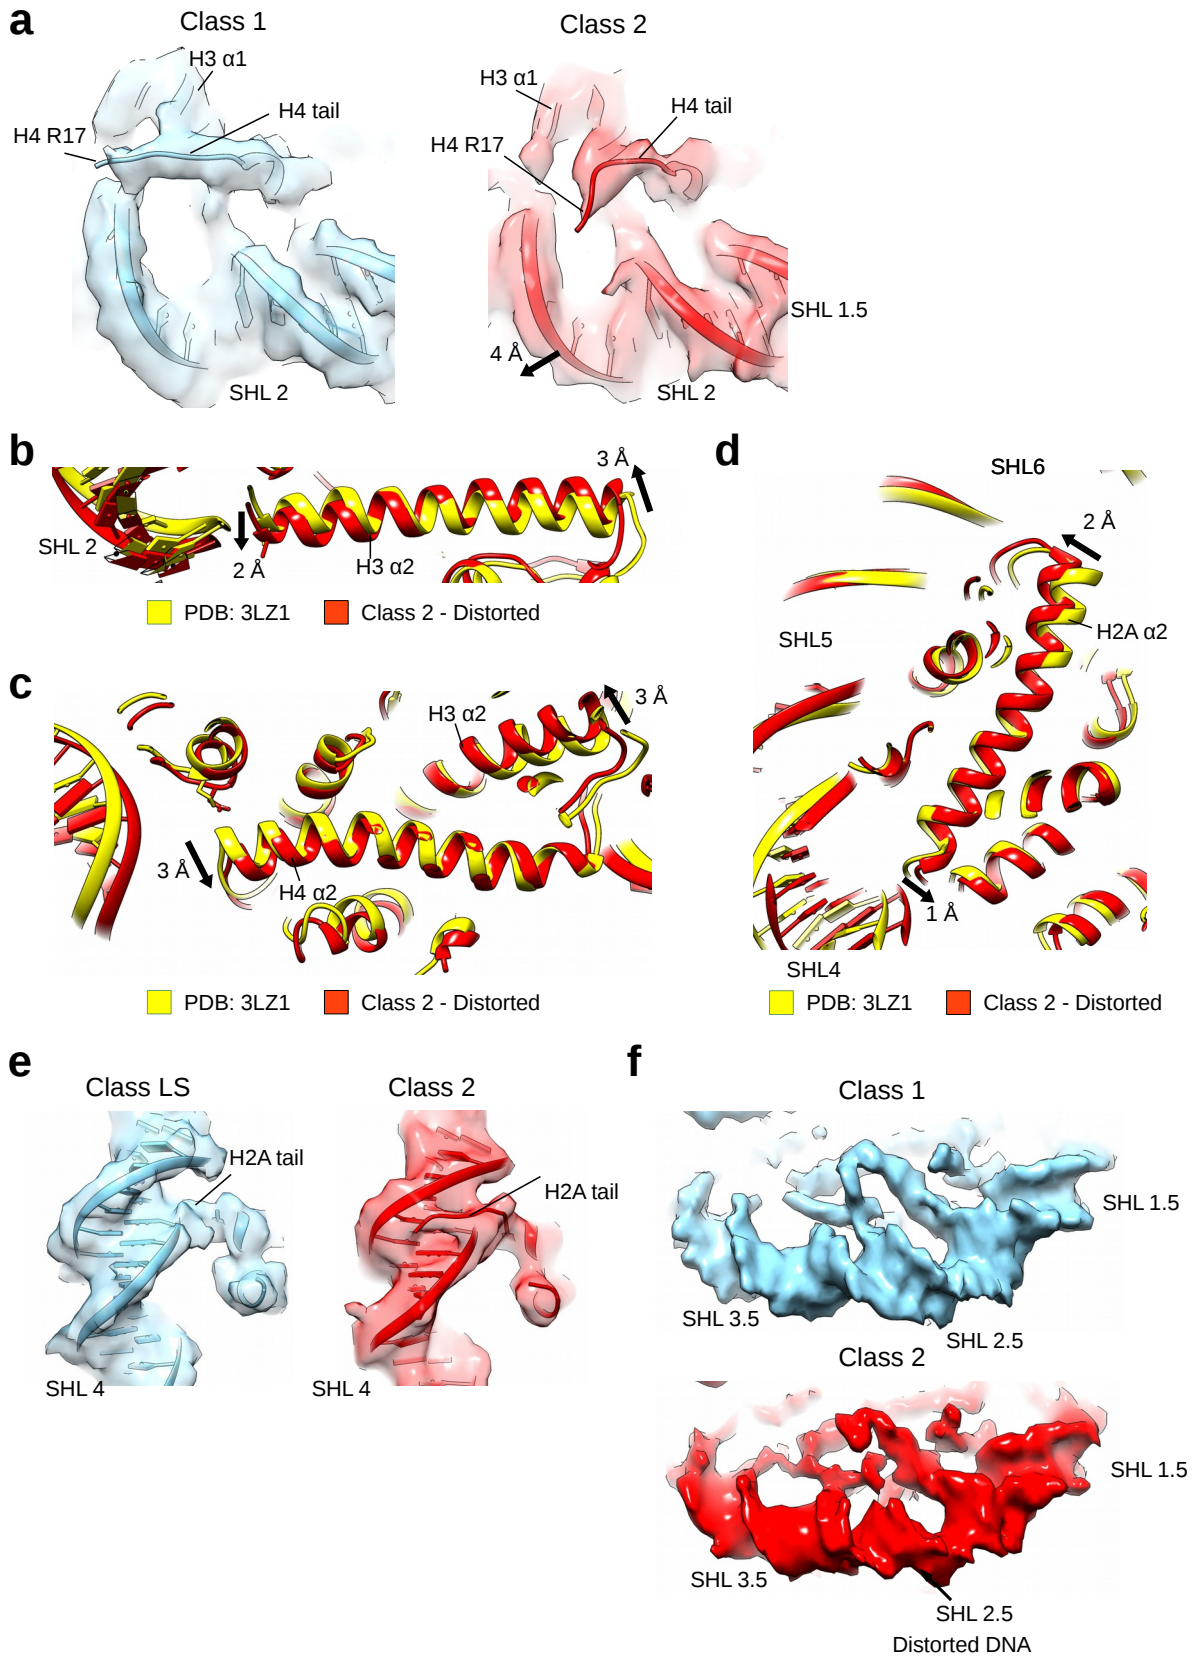 a
Class 1
Class 2
H3 α1
H4 tail
H4 R17
H3 α1
H4 tail
H4 R17
SHL 1.5
4 Å
SHL 2
SHL 2
b
3 Å
SHL 2
2 Å
H3 α2
PDB: 3LZ1
Class 2 - Distorted
c
H3 α2
3 Å
3 Å
H4 α2
PDB: 3LZ1
Class 2 - Distorted
d
SHL6
2 Å
SHL5
H2A α2
1 Å
SHL4
PDB: 3LZ1
Class 2 - Distorted
e
Class LS
Class 2
H2A tail
H2A tail
SHL 4
SHL 4
f
Class 1
SHL 1.5
SHL 3.5
SHL 2.5
Class 2
SHL 1.5
SHL 3.5
SHL 2.5
Distorted DNA